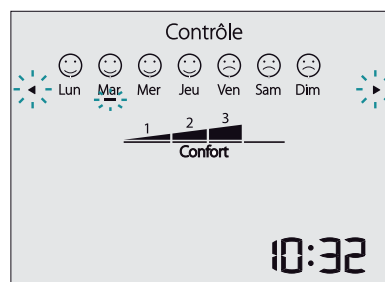 Contrôle
Lun Mar Mer Jeu Ven Sam Dim
1 2 3
Confort
10:32